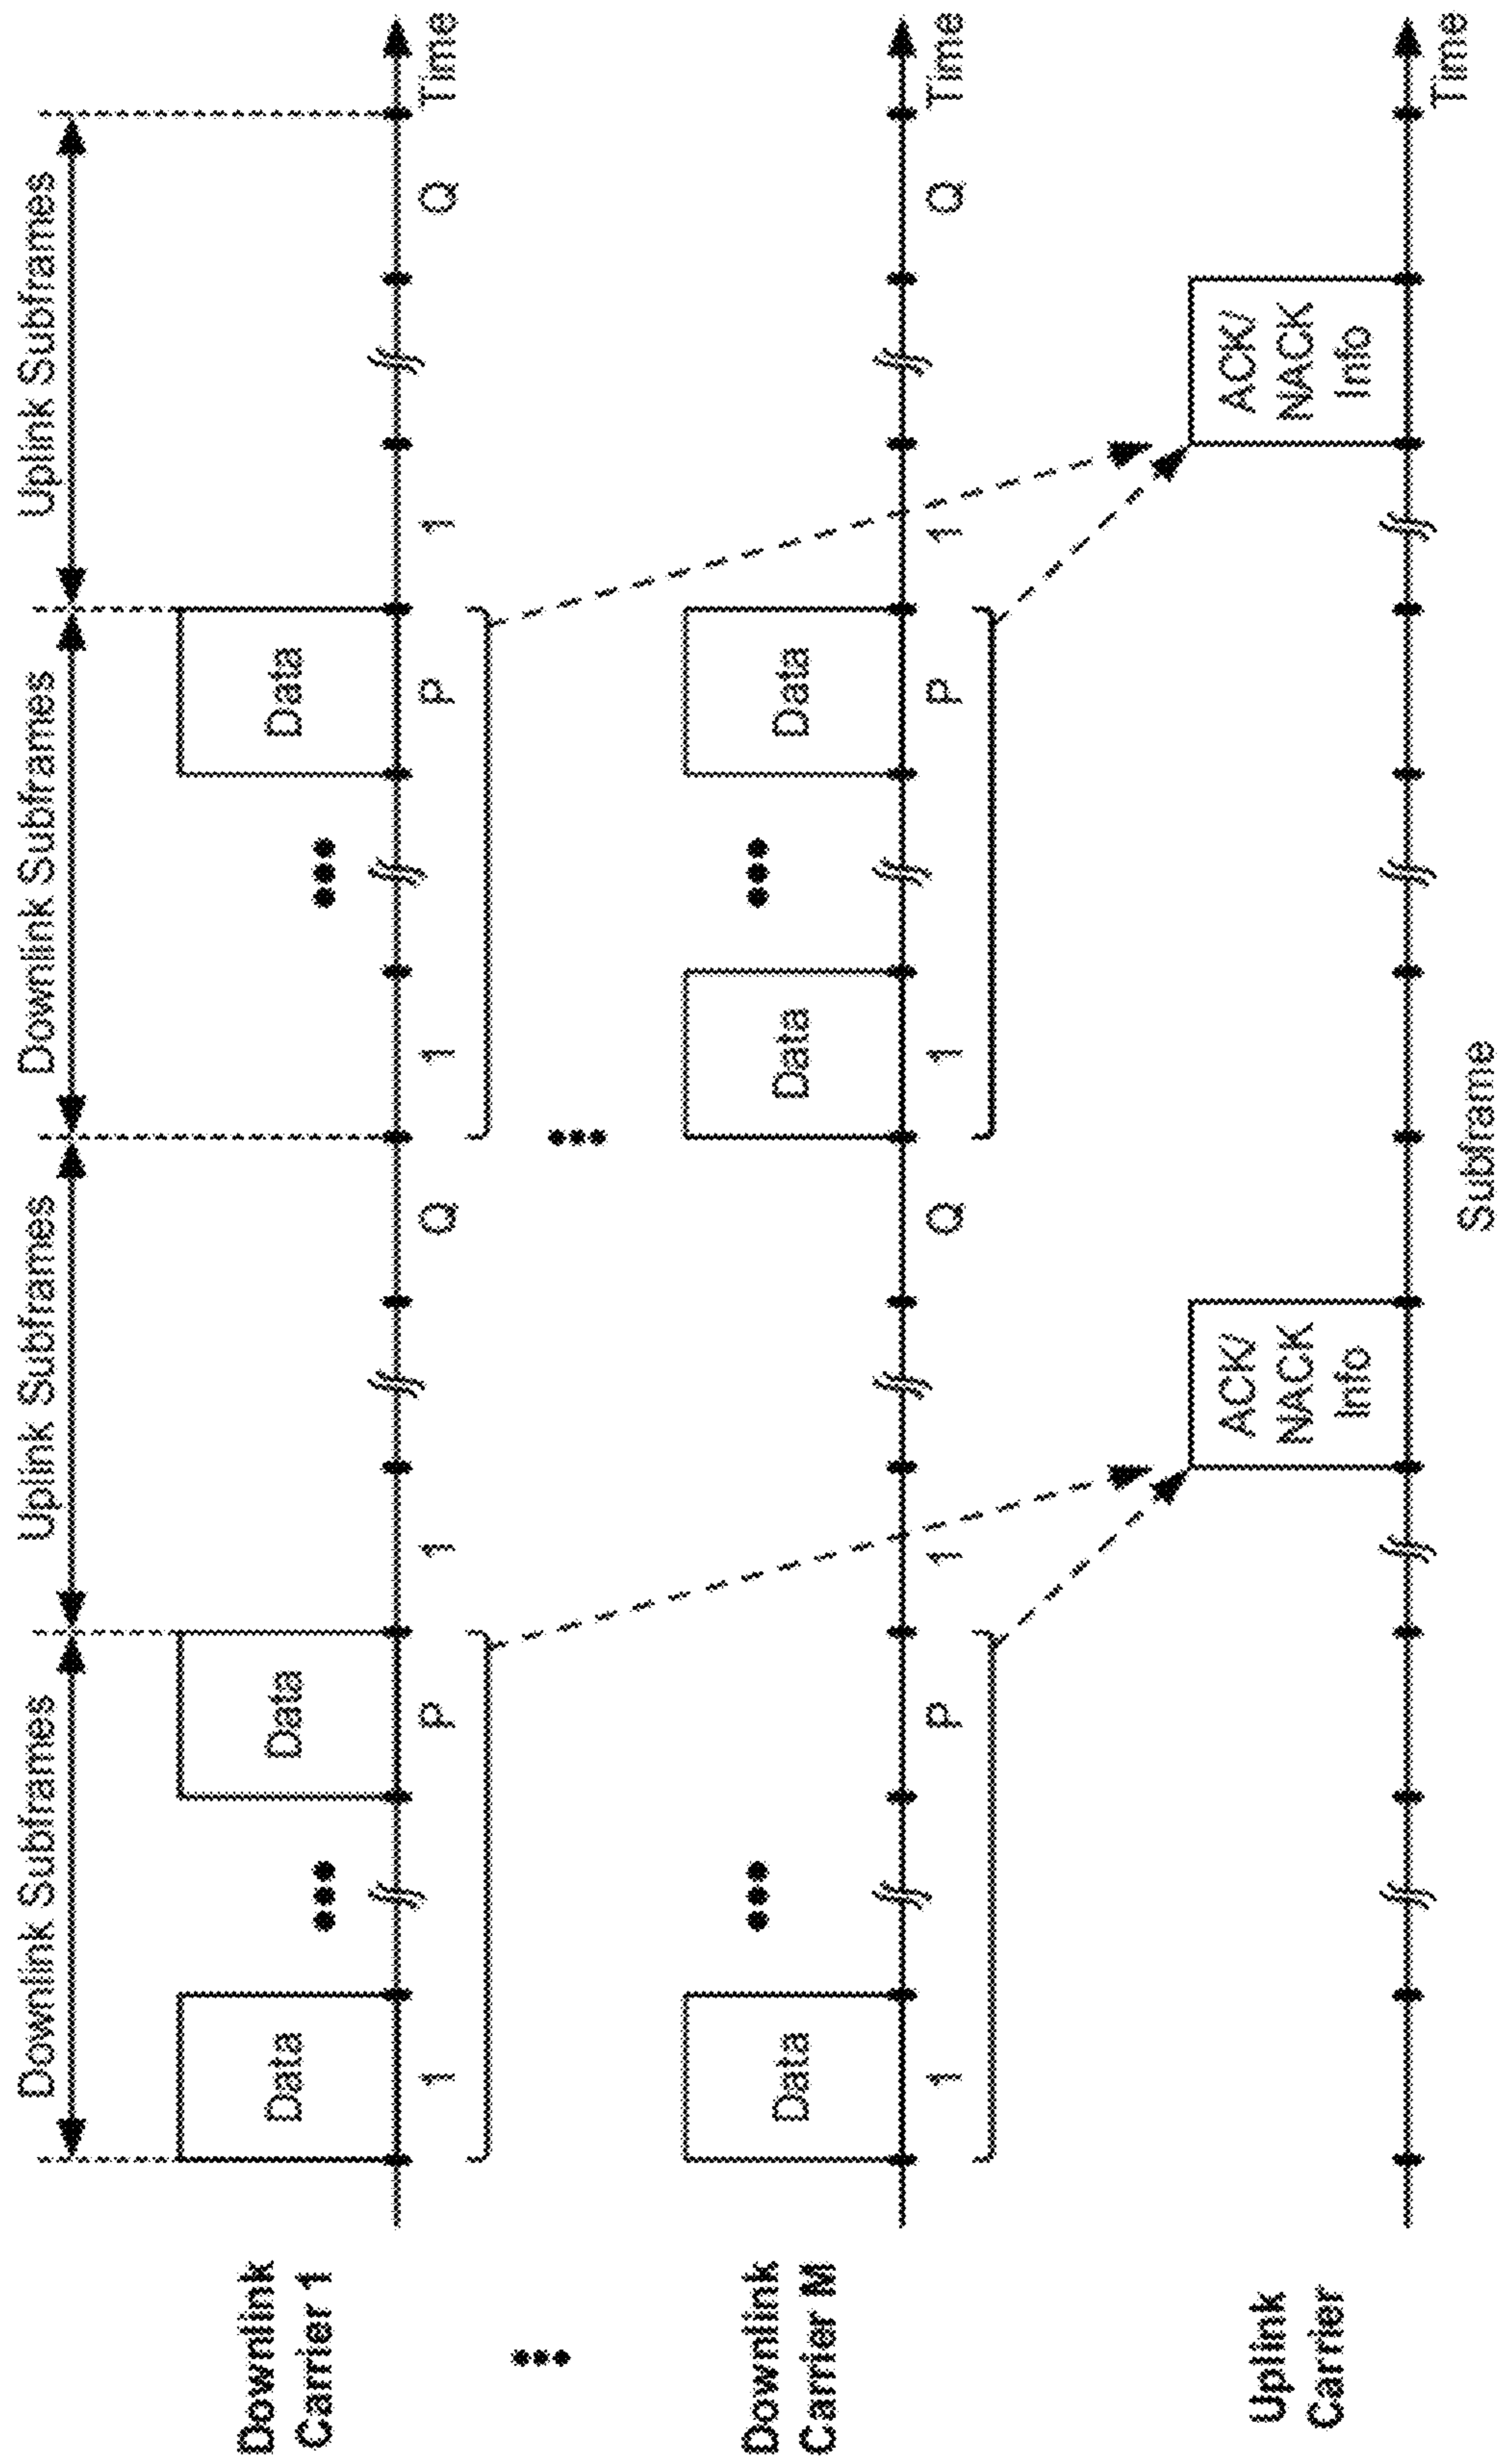 Downlink Subframes
Uplink Subframes
Downlink Subframes
Uplink Subframes
Downlink
Carrier 1
Data
Data
Data
1
P
1
Q
1
P
1
Q
Time
Downlink
Carrier M
Data
Data
Data
1
P
1
Q
1
P
1
Q
Time
Uplink
Carrier
ACK/
NACK
Info
ACK/
NACK
Info
Time
Subframe